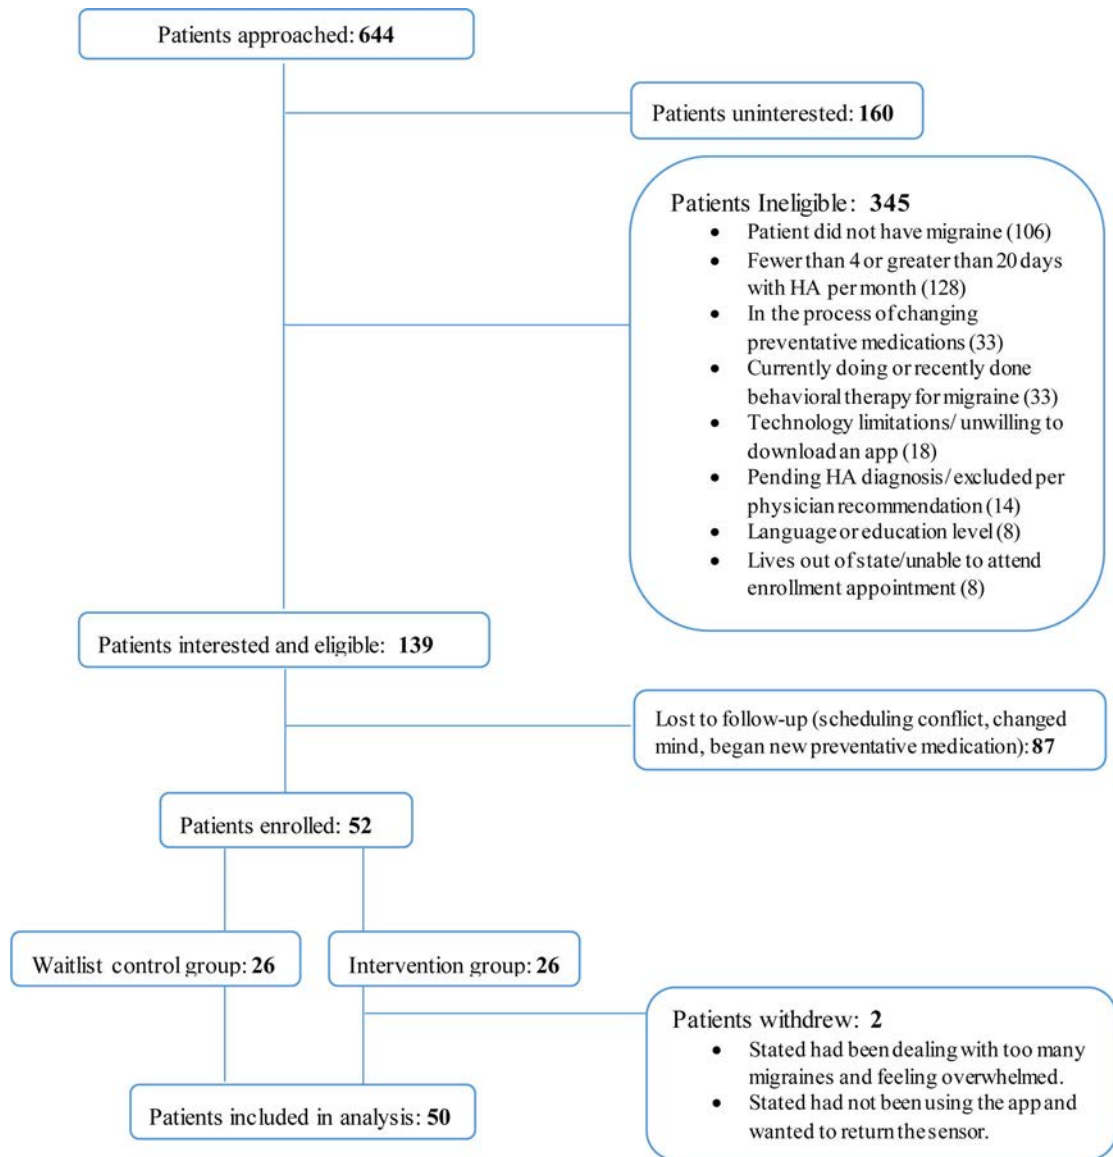 Patients approached: 644
Patients uninterested: 160
Patients Ineligible: 345
• Patient did not have migraine (106)
• Fewer than 4 or greater than 20 days
with HA per month (128)
• In the process of changing
preventative medications (33)
• Currently doing or recently done
behavioral therapy for migraine (33)
• Technology limitations/ unwilling to
download an app (18)
• Pending HA diagnosis/ excluded per
physician recommendation (14)
• Language or education level (8)
• Lives out of state/unable to attend
enrollment appointment (8)
Patients interested and eligible: 139
Lost to follow-up (scheduling conflict, changed
mind, began new preventative medication): 87
Patients enrolled: 52
Waitlist control group: 26
Intervention group: 26
Patients withdrew: 2
• Stated had been dealing with too many
migraines and feeling overwhelmed.
• Stated had not been using the app and
wanted to return the sensor.
Patients included in analysis: 50